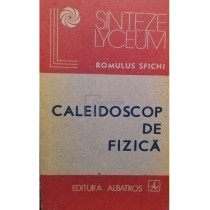 SINTEZE
LYCEUM
ROMULUS SFICHI
CALEIDOSCOP
DE
FIZICĂ
EDITURA ALBATROS